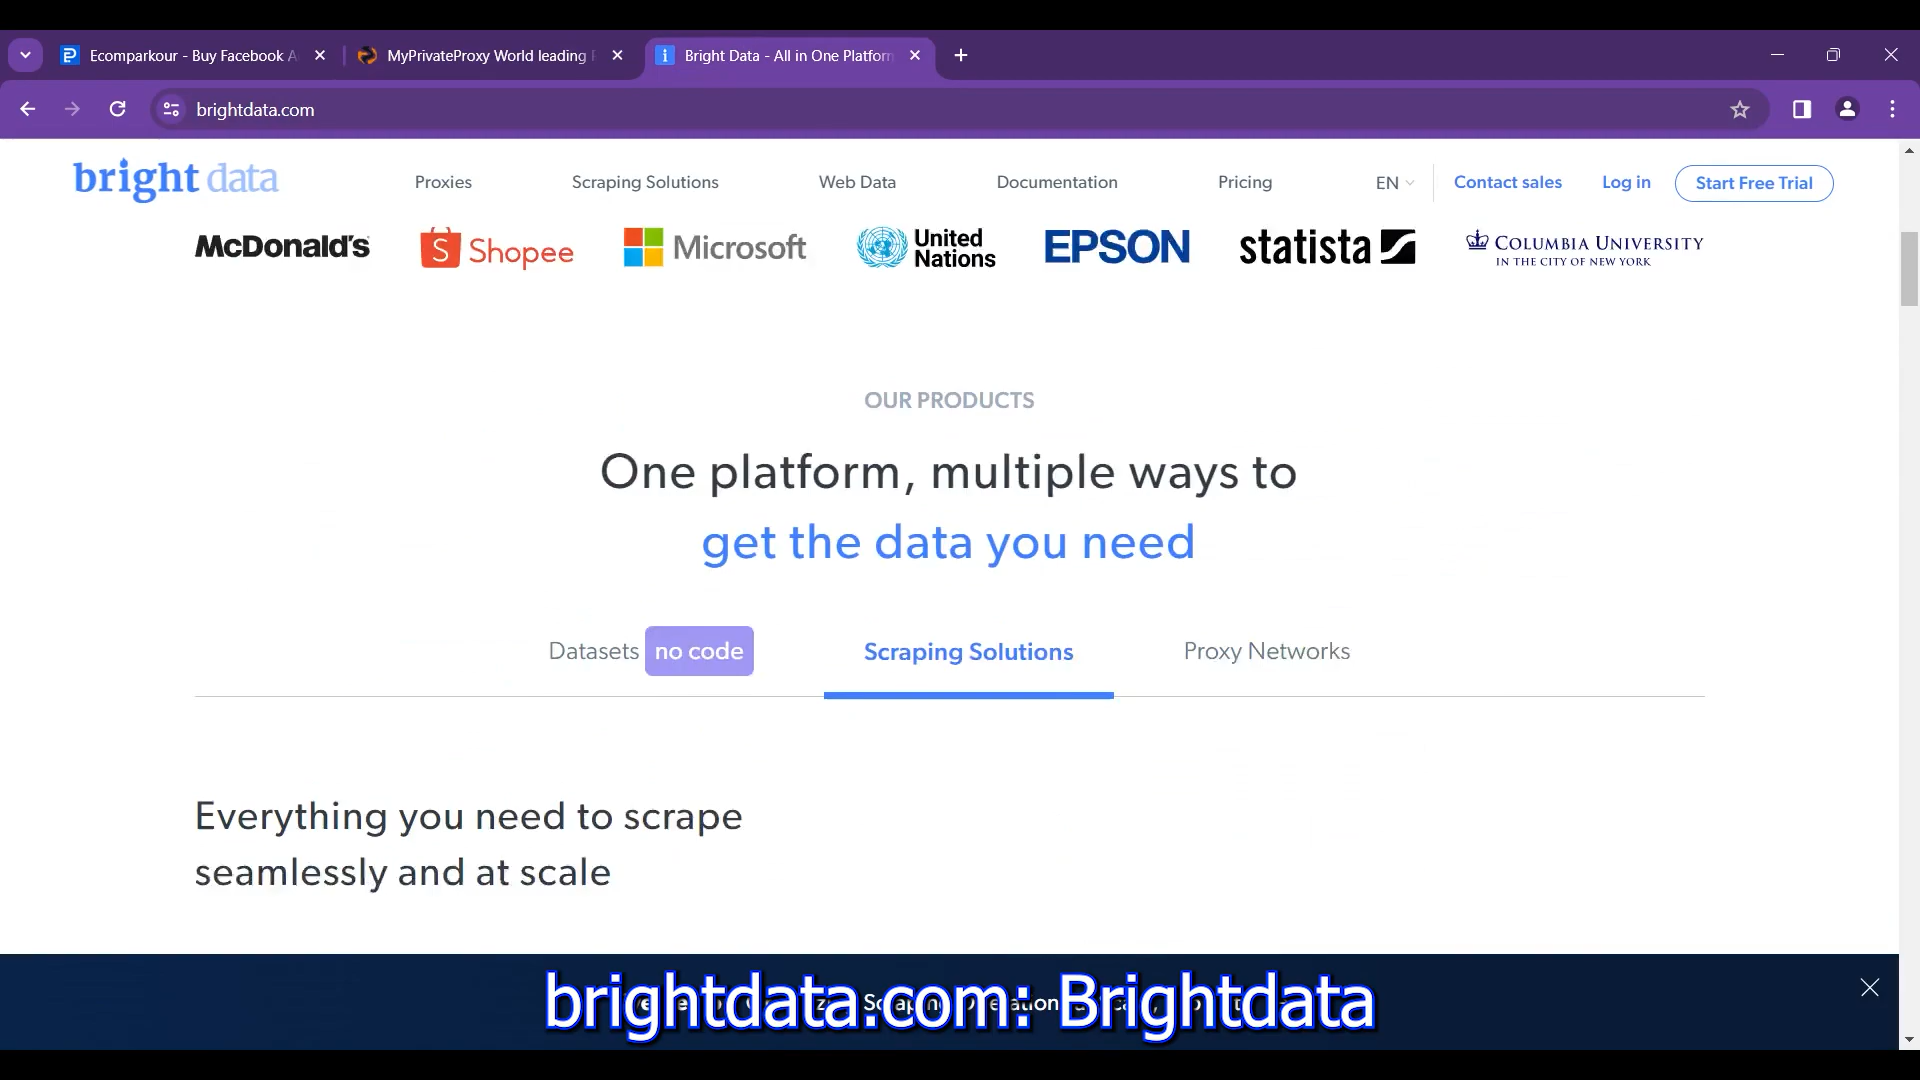 Ecomparkour - Buy Facebook A
MyPrivateProxy World leading
Bright Data - All in One Platform
brightdata.com
bright data
Proxies
Scraping Solutions
Web Data
Documentation
Pricing
EN
Contact sales
Log in
Start Free Trial
McDonald's
Shopee
Microsoft
United Nations
EPSON
statista
COLUMBIA UNIVERSITY
IN THE CITY OF NEW YORK
OUR PRODUCTS
One platform, multiple ways to
get the data you need
Datasets no code
Scraping Solutions
Proxy Networks
Everything you need to scrape
seamlessly and at scale
brightdata.com: Brightdata